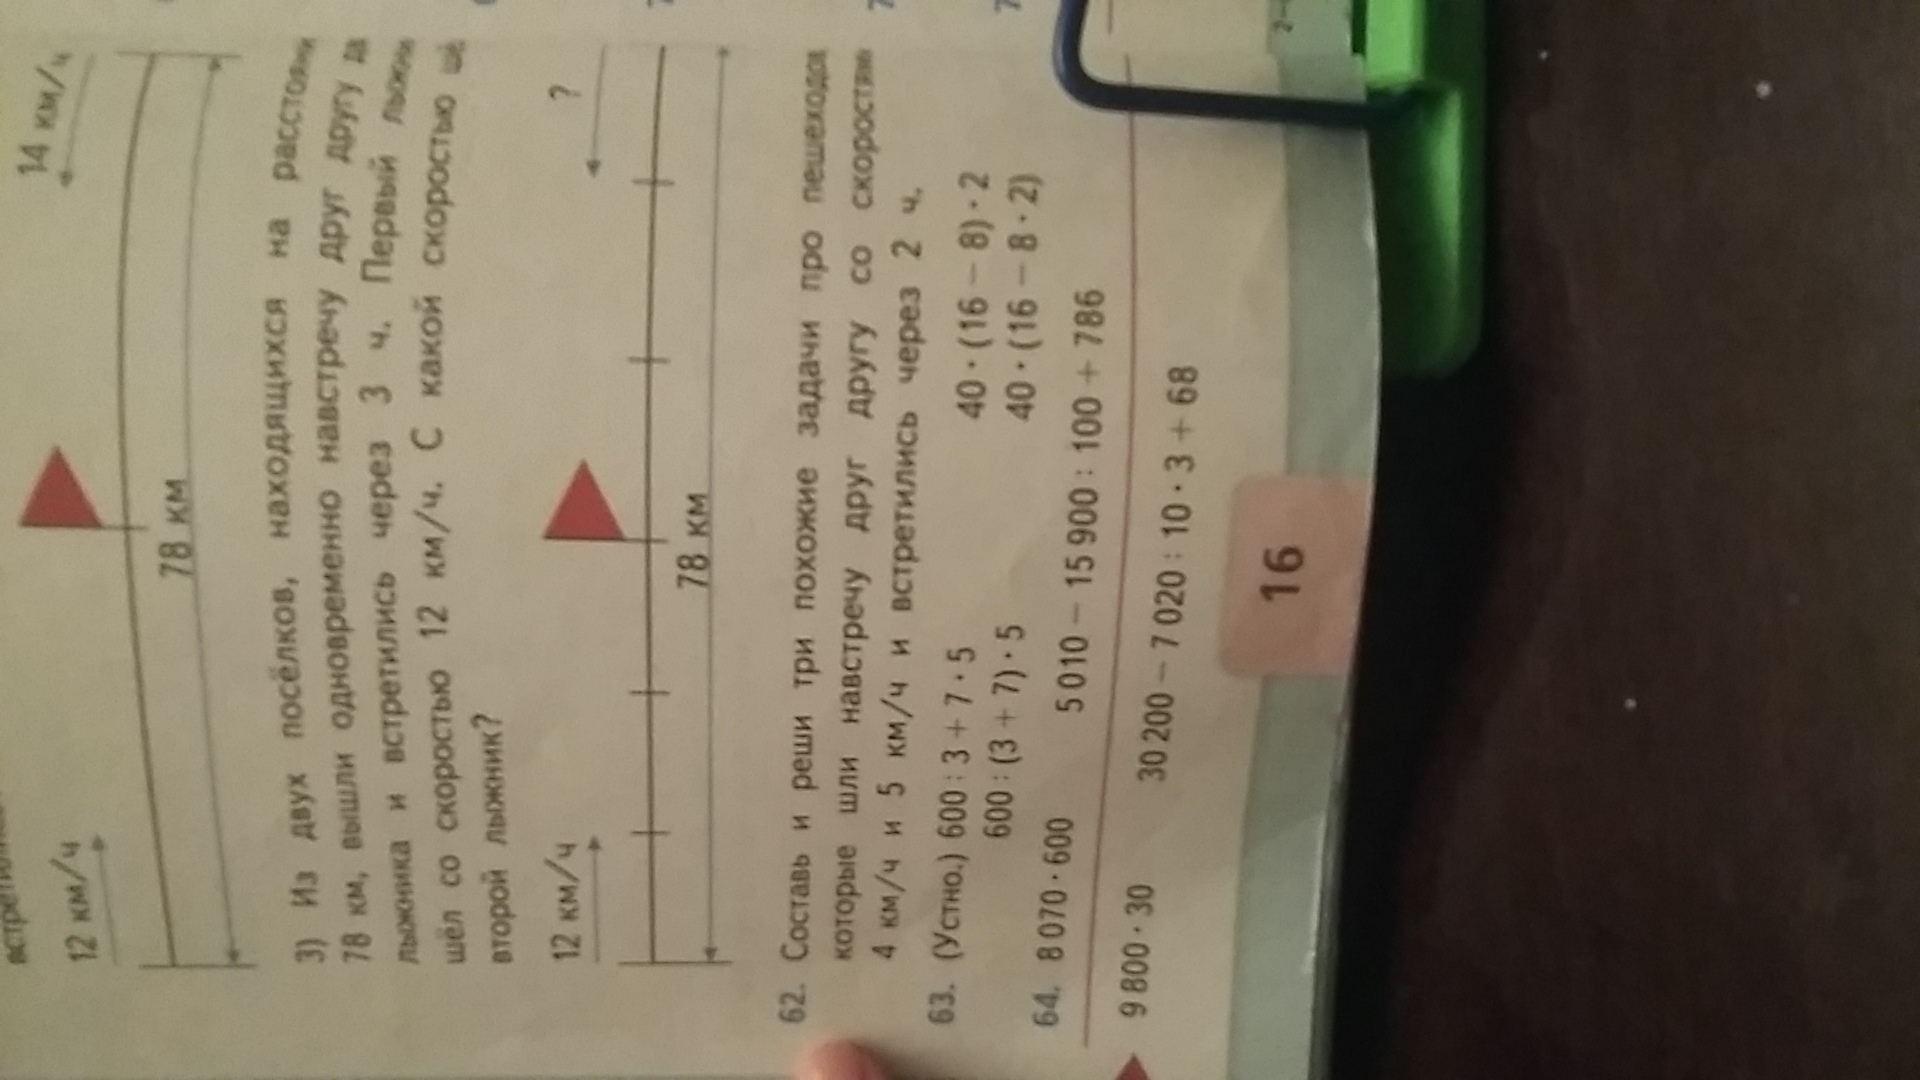 14 км/ч
12 км/ч
78 км
3) Из двух посёлков, находящихся на
78 км, вышли одновременно навстречу друг другу
лыжника и встретились через 3 ч. Первый
шёл со скоростью 12 км/ч. С какой скоростью
второй лыжник?
12 км/ч ?
78 км
62. Составь и реши три похожие задачи про
которые шли навстречу друг другу со
4 км/ч и 5 км/ч и встретились через 2 ч.
63. (Устно.) 600 : 3 + 7 · 5 40 · (16 − 8) · 2
600 : (3 + 7) · 5 40 · (16 − 8 · 2)
64. 8 070 · 600 5 010 − 15 900 : 100 + 786
9 800 · 30 30 200 − 7 020 : 10 · 3 + 68
16